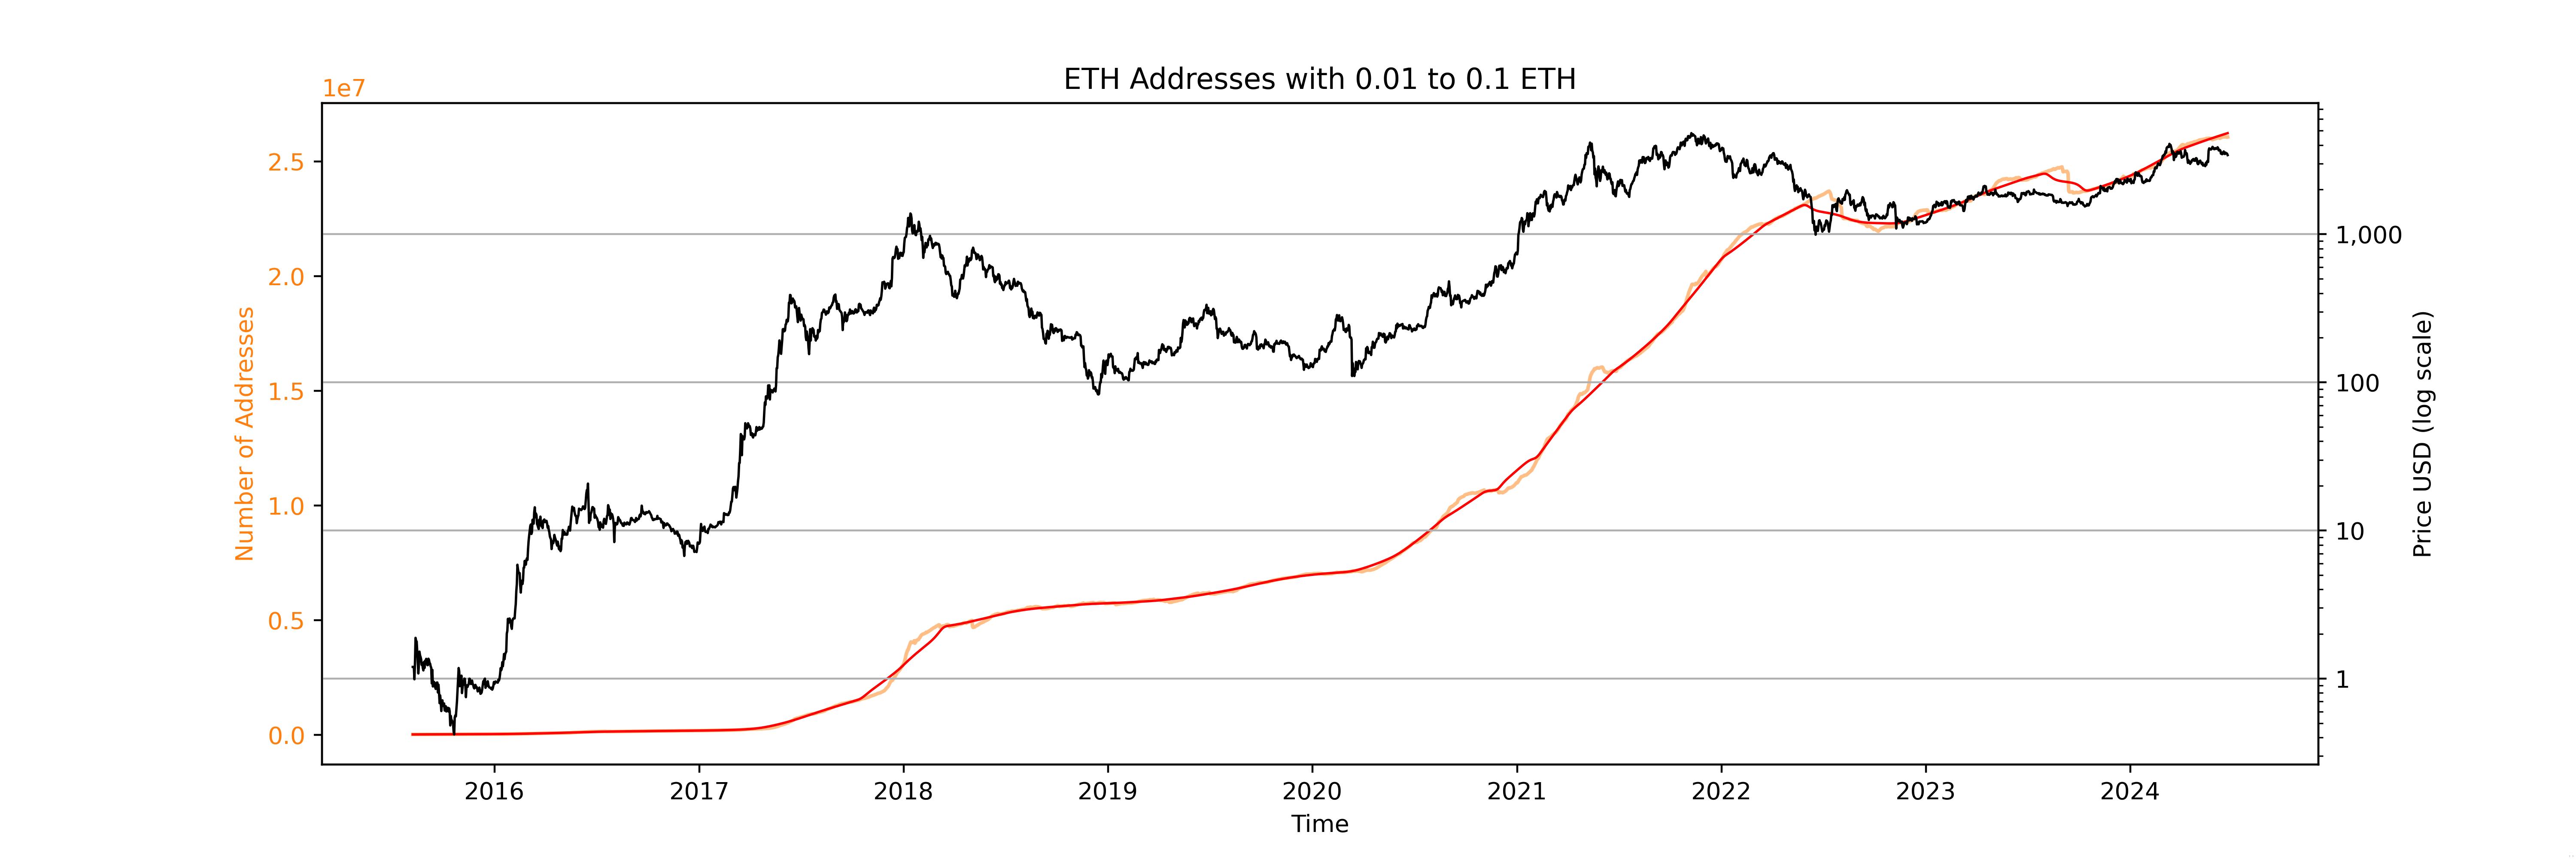 ETH Addresses with 0.01 to 0.1 ETH
1e7
2.5
2.0
1.5
1.0
0.5
0.0
Number of Addresses
1,000
100
10
1
Price USD (log scale)
2016 2017 2018 2019 2020 2021 2022 2023 2024
Time